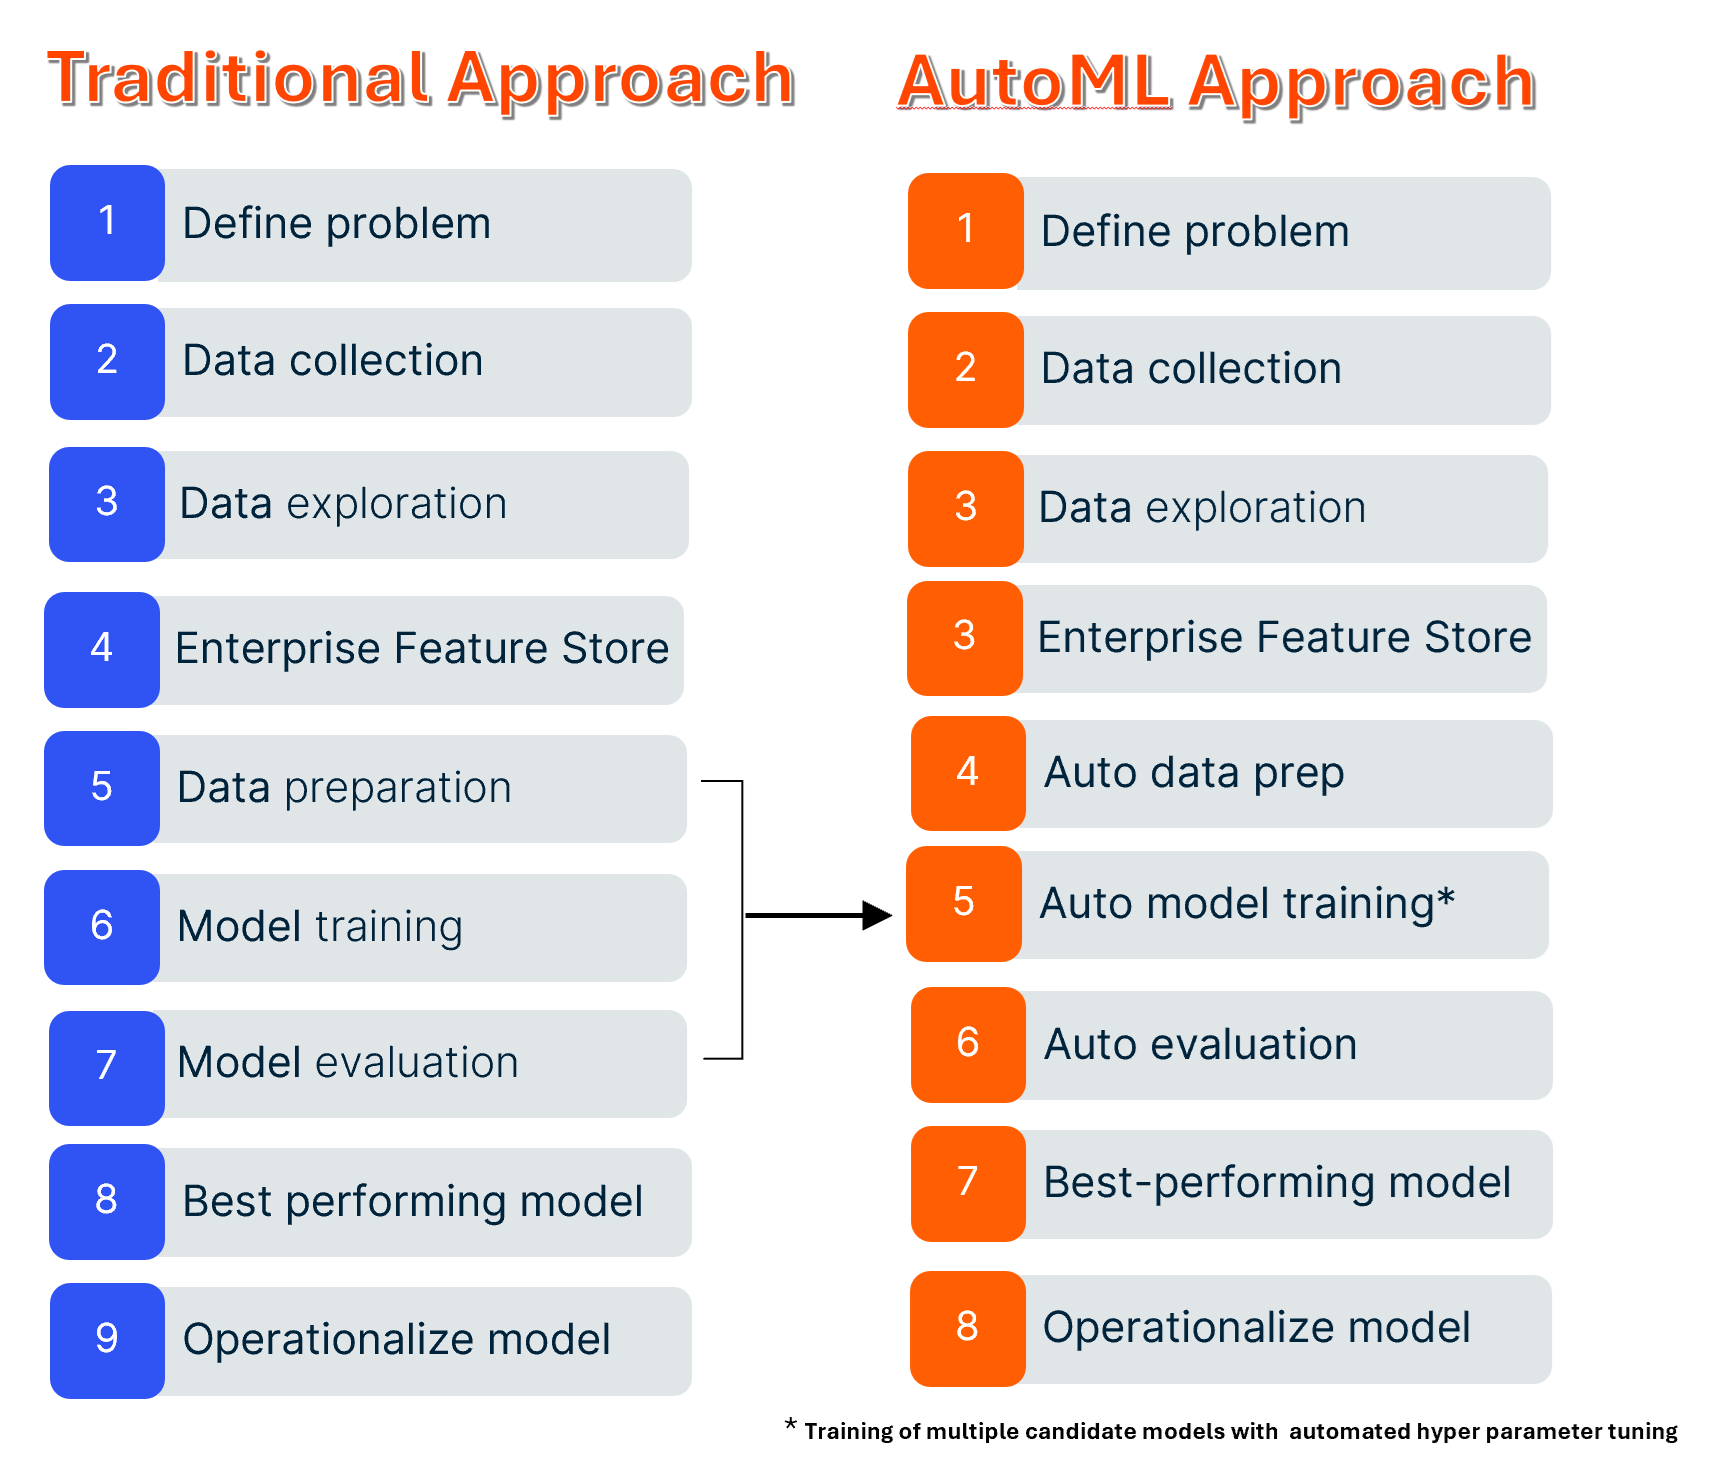 Traditional Approach
1 Define problem
2 Data collection
3 Data exploration
4 Enterprise Feature Store
5 Data preparation
6 Model training
7 Model evaluation
8 Best performing model
9 Operationalize model
AutoML Approach
1 Define problem
2 Data collection
3 Data exploration
3 Enterprise Feature Store
4 Auto data prep
5 Auto model training*
6 Auto evaluation
7 Best-performing model
8 Operationalize model
* Training of multiple candidate models with automated hyper parameter tuning